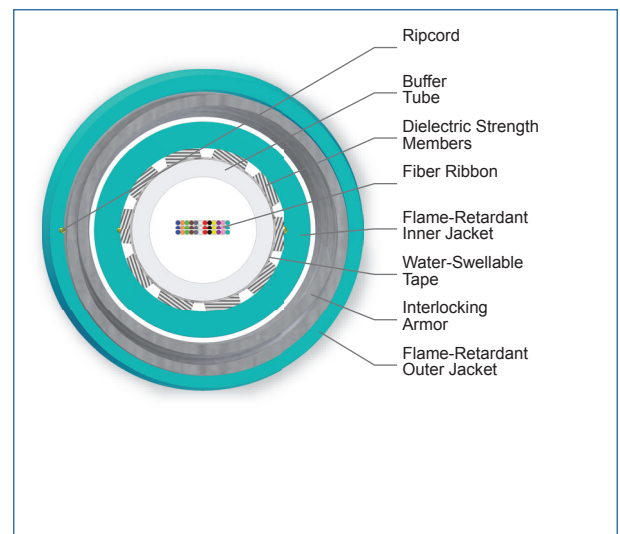 Ripcord
Buffer
Tube
Dielectric Strength
Members
Fiber Ribbon
Flame-Retardant
Inner Jacket
Water-Swellable
Tape
Interlocking
Armor
Flame-Retardant
Outer Jacket